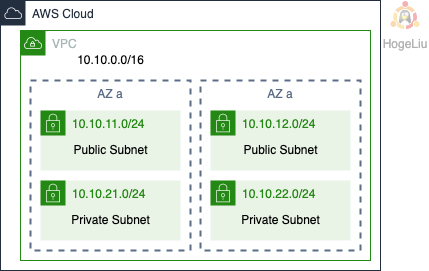 AWS Cloud
HogeLiu
VPC
10.10.0.0/16
AZ a
10.10.11.0/24
Public Subnet
10.10.21.0/24
Private Subnet
AZ a
10.10.12.0/24
Public Subnet
10.10.22.0/24
Private Subnet